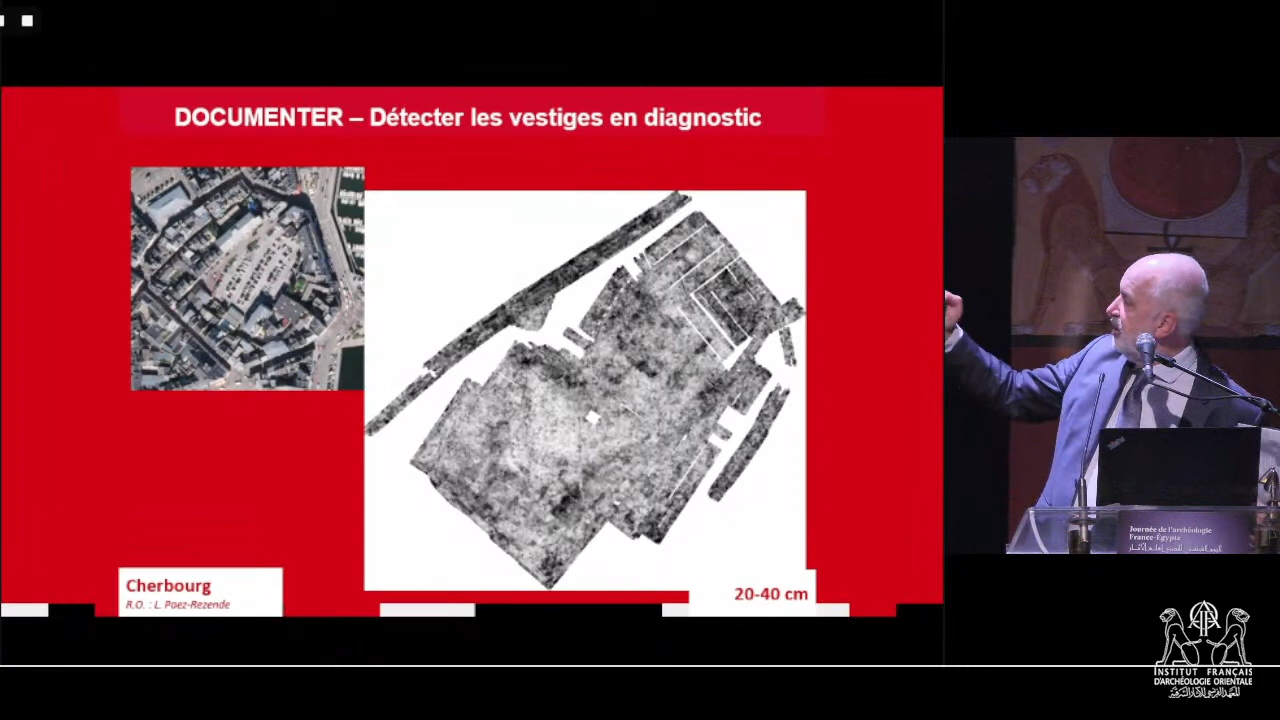 DOCUMENTER – Détecter les vestiges en diagnostic
Cherbourg
R.O. : L. Paez-Rezende
20-40 cm
Journée de l'archéologie
France-Égypte
INSTITUT FRANÇAIS
D'ARCHÉOLOGIE ORIENTALE